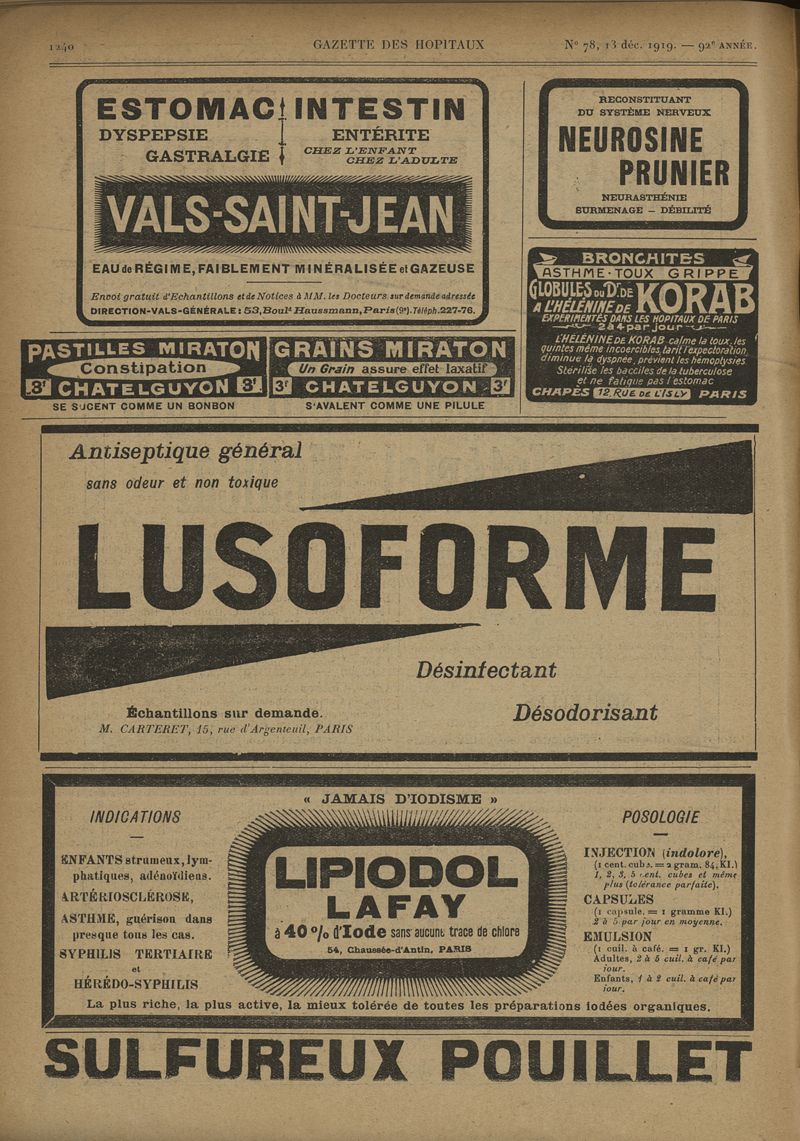 1240 GAZETTE DES HOPITAUX N° 78, 13 déc. 1919. — 92e ANNÉE.
ESTOMAC INTESTIN
DYSPEPSIE ENTÉRITE
GASTRALGIE CHEZ L'ENFANT
CHEZ L'ADULTE
VALS-SAINT-JEAN
EAU de RÉGIME, FAIBLEMENT MINÉRALISÉE et GAZEUSE
Envoi gratuit d'Echantillons et de Notices à MM. les Docteurs sur demande adressée
DIRECTION-VALS-GÉNÉRALE : 53, Boul^d Haussmann, Paris (9e). Téléph. 227-76.
RECONSTITUANT
DU SYSTÈME NERVEUX
NEUROSINE
PRUNIER
NEURASTHÉNIE
SURMENAGE — DÉBILITÉ
PASTILLES MIRATON
Constipation
3f CHATELGUYON 3f
SE SUCENT COMME UN BONBON
GRAINS MIRATON
Un Grain assure effet laxatif
3f CHATELGUYON 3f
S'AVALENT COMME UNE PILULE
BRONCHITES
ASTHME · TOUX GRIPPE
GLOBULES DU Dr. DE
A L'HÉLÉNINE DE KORAB
EXPÉRIMENTÉS DANS LES HÔPITAUX DE PARIS
2 à 4 par jour
L'HÉLÉNINE DE KORAB calme la toux, les
quintes même incoercibles, tarit l'expectoration,
diminue la dyspnée, prévient les hémoptysies
Stérilise les bacilles de la tuberculose
et ne fatigue pas l'estomac
CHAPÈS 12, RUE DE L'ISLY PARIS
Antiseptique général
sans odeur et non toxique
LUSOFORME
Désinfectant
Désodorisant
Échantillons sur demande.
M. CARTERET, 15, rue d'Argenteuil, PARIS
« JAMAIS D'IODISME »
INDICATIONS
ENFANTS strumeux, lym-
phatiques, adénoïdiens.
ARTÉRIOSCLÉROSE,
ASTHME, guérison dans
presque tous les cas.
SYPHILIS TERTIAIRE
et
HÉRÉDO-SYPHILIS
LIPIODOL
LAFAY
à 40 % d'Iode sans aucune trace de chlore
54, Chaussée-d'Antin, PARIS
POSOLOGIE
INJECTION (indolore),
(1 cent. cube. = 2 gram. 84, KI.)
1, 2, 3, 5 cent. cubes et même
plus (tolérance parfaite).
CAPSULES
(1 capsule. = 1 gramme KI.)
2 à 5 par jour en moyenne.
EMULSION
(1 cuil. à café. = 1 gr. KI.)
Adultes, 2 à 5 cuil. à café par
jour.
Enfants, 1 à 2 cuil. à café par
jour.
La plus riche, la plus active, la mieux tolérée de toutes les préparations iodées organiques.
SULFUREUX POUILLET